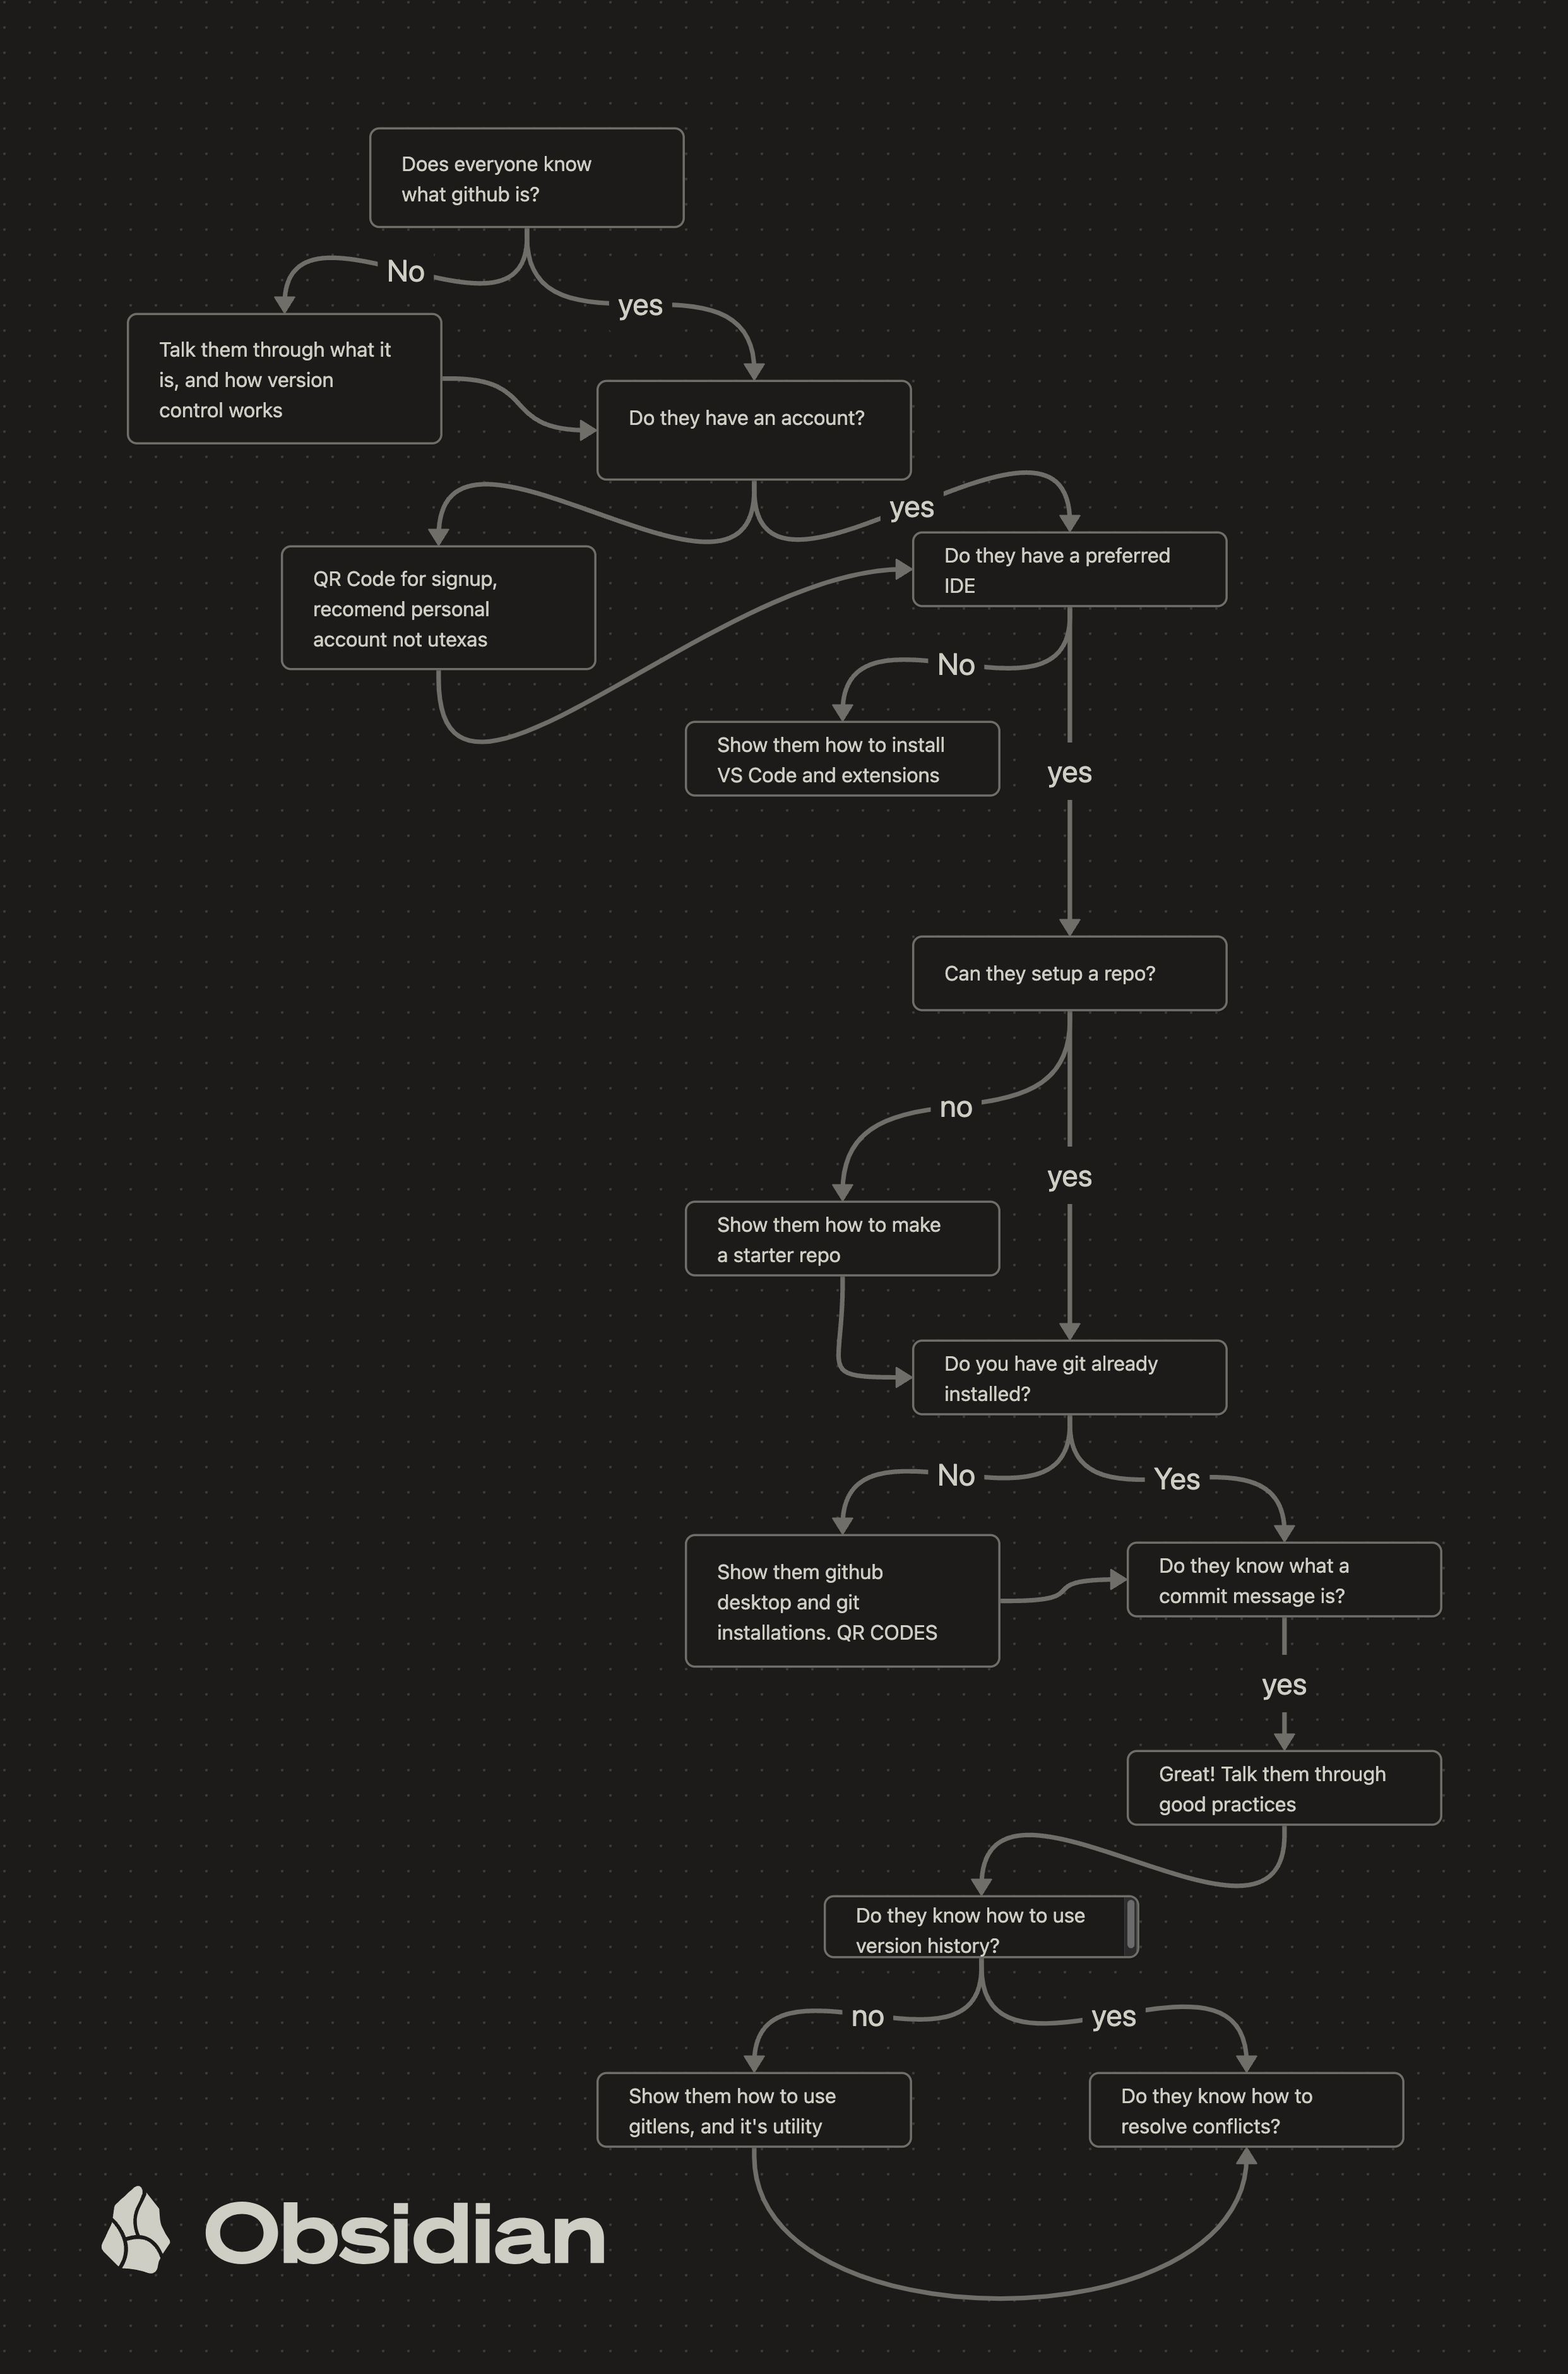 Does everyone know
what github is?
No
yes
Talk them through what it
is, and how version
control works
Do they have an account?
yes
QR Code for signup,
recomend personal
account not utexas
Do they have a preferred
IDE
No
Show them how to install
VS Code and extensions
yes
Can they setup a repo?
no
yes
Show them how to make
a starter repo
Do you have git already
installed?
No
Yes
Show them github
desktop and git
installations. QR CODES
Do they know what a
commit message is?
yes
Great! Talk them through
good practices
Do they know how to use
version history?
no
yes
Show them how to use
gitlens, and it's utility
Do they know how to
resolve conflicts?
Obsidian